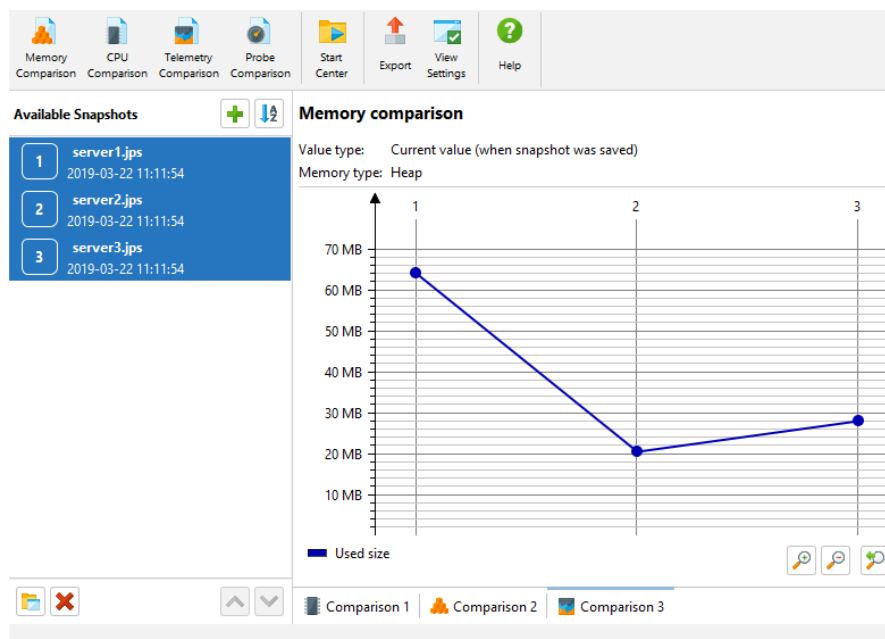 Memory Comparison
CPU Comparison
Telemetry Comparison
Probe Comparison
Start Center
Export
View Settings
Help
Available Snapshots
1
server1.jps
2019-03-22 11:11:54
2
server2.jps
2019-03-22 11:11:54
3
server3.jps
2019-03-22 11:11:54
Memory comparison
Value type: Current value (when snapshot was saved)
Memory type: Heap
1 2 3
70 MB
60 MB
50 MB
40 MB
30 MB
20 MB
10 MB
Used size
Comparison 1 Comparison 2 Comparison 3